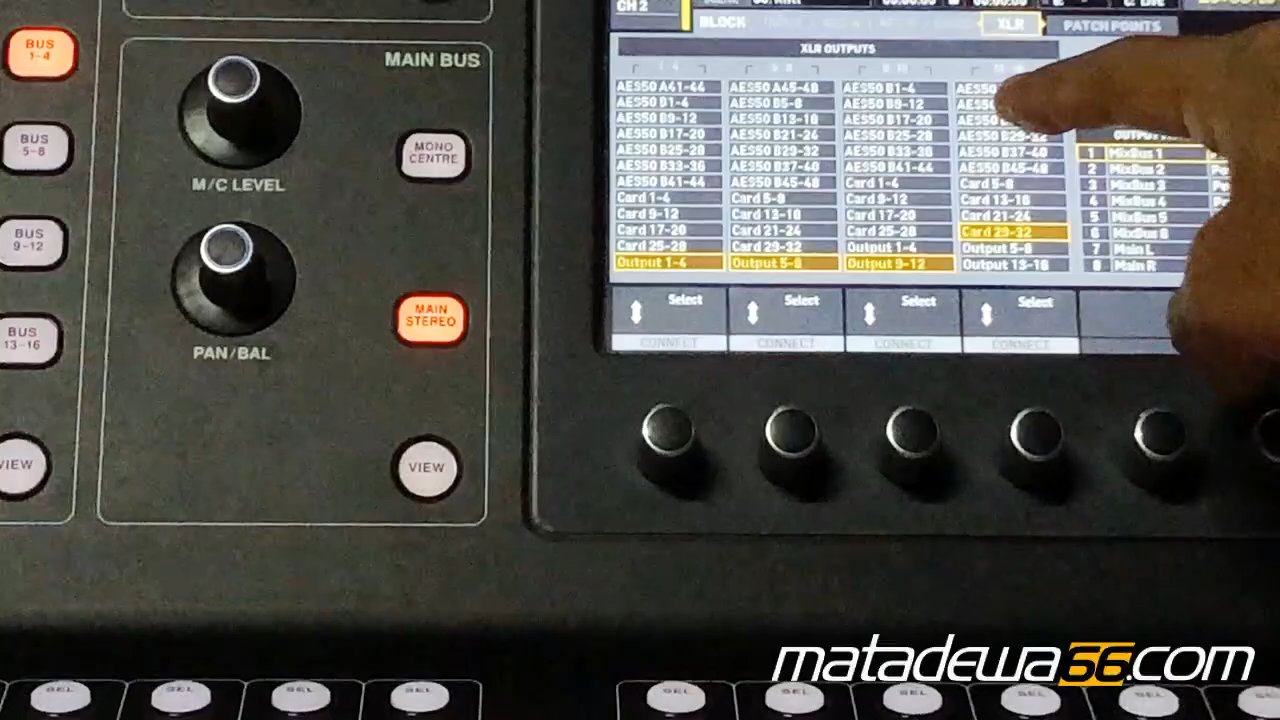 CH 2
BLOCK
XLR
PATCH POINTS
XLR OUTPUTS
AES50 A41-44 AES50 A45-48 AES50 B1-4
AES50 B1-4 AES50 B5-8 AES50 B9-12
AES50 B9-12 AES50 B13-16 AES50 B17-20
AES50 B17-20 AES50 B21-24 AES50 B25-28 AES50 B29-32
AES50 B25-28 AES50 B29-32 AES50 B33-36 AES50 B37-40
AES50 B33-36 AES50 B37-40 AES50 B41-44 AES50 B45-48
AES50 B41-44 AES50 B45-48 Card 1-4 Card 5-8
Card 1-4 Card 5-8 Card 9-12 Card 13-16
Card 9-12 Card 13-16 Card 17-20 Card 21-24
Card 17-20 Card 21-24 Card 25-28 Card 29-32
Card 25-28 Card 29-32 Output 1-4 Output 5-8
Output 1-4 Output 5-8 Output 9-12 Output 13-16
1 MixBus 1
2 MixBus 2
3 MixBus 3
4 MixBus 4
5 MixBus 5
6 MixBus 6
7 Main L
8 Main R
Select Select Select Select
CONNECT CONNECT CONNECT CONNECT
BUS
1-4
BUS
5-8
BUS
9-12
BUS
13-16
VIEW
MAIN BUS
M/C LEVEL
MONO
CENTRE
PAN/BAL
MAIN
STEREO
VIEW
SEL SEL SEL SEL SEL SEL SEL SEL SEL
matadewa36.com